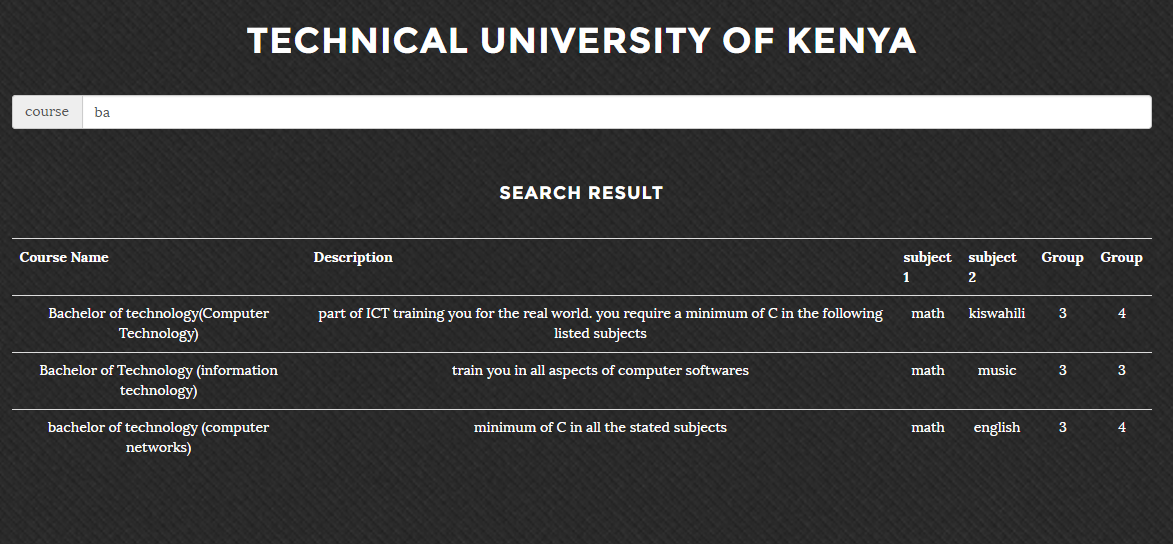 TECHNICAL UNIVERSITY OF KENYA
course ba
SEARCH RESULT
Course Name Description subject 1 subject 2 Group Group
Bachelor of technology(Computer Technology) part of ICT training you for the real world. you require a minimum of C in the following listed subjects math kiswahili 3 4
Bachelor of Technology (information technology) train you in all aspects of computer softwares math music 3 3
bachelor of technology (computer networks) minimum of C in all the stated subjects math english 3 4